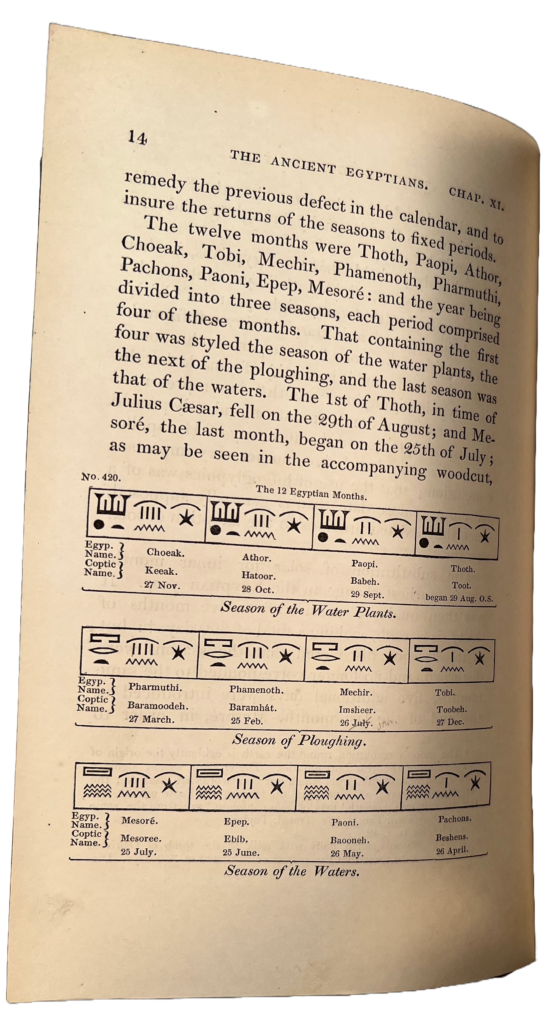 14
THE ANCIENT EGYPTIANS. CHAP. XI.
remedy the previous defect in the calendar, and to
insure the returns of the seasons to fixed periods.
The twelve months were Thoth, Paopi, Athor,
Choeak, Tobi, Mechir, Phamenoth, Pharmuthi,
Pachons, Paoni, Epep, Mesoré: and the year being
divided into three seasons, each period comprised
four of these months. That containing the first
four was styled the season of the water plants, the
the next of the ploughing, and the last season was
that of the waters. The 1st of Thoth, in time of
Julius Cæsar, fell on the 29th of August; and Me-
soré, the last month, began on the 25th of July;
as may be seen in the accompanying woodcut,
No. 420.
The 12 Egyptian Months.
Egyp. Name. Choeak. Athor. Paopi. Thoth.
Coptic Name. Keeak. Hatoor. Babeh. Toot.
27 Nov. 28 Oct. 29 Sept. began 29 Aug. O.S.
Season of the Water Plants.
Egyp. Name. Pharmuthi. Phamenoth. Mechir. Tobi.
Coptic Name. Baramoodeh. Baramhát. Imsheer. Toobeh.
27 March. 25 Feb. 26 July. 27 Dec.
Season of Ploughing.
Egyp. Name. Mesoré. Epep. Paoni. Pachons.
Coptic Name. Mesoree. Ebib. Baooneh. Beshens.
25 July. 25 June. 26 May. 26 April.
Season of the Waters.